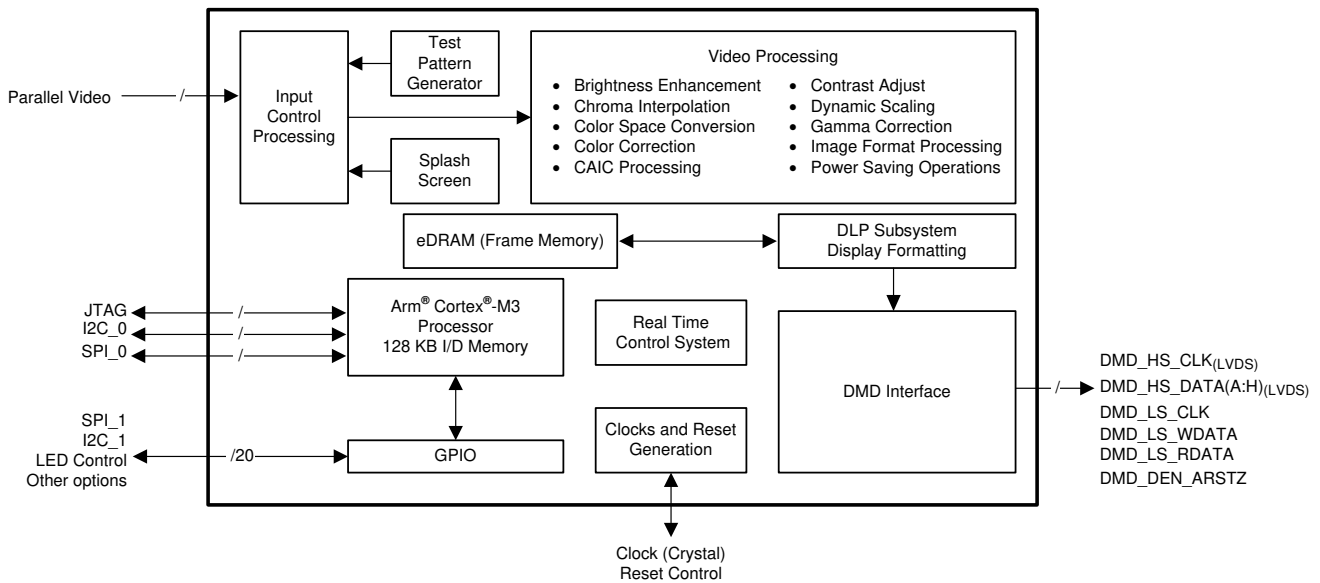 Test
Pattern
Generator
Video Processing
• Brightness Enhancement
• Chroma Interpolation
• Color Space Conversion
• Color Correction
• CAIC Processing
• Contrast Adjust
• Dynamic Scaling
• Gamma Correction
• Image Format Processing
• Power Saving Operations
Parallel Video
/
Input
Control
Processing
Splash
Screen
eDRAM (Frame Memory)
DLP Subsystem
Display Formatting
JTAG
I2C_0
SPI_0
/
/
/
Arm® Cortex®-M3
Processor
128 KB I/D Memory
Real Time
Control System
DMD Interface
/
DMD_HS_CLK(LVDS)
DMD_HS_DATA(A:H)(LVDS)
DMD_LS_CLK
DMD_LS_WDATA
DMD_LS_RDATA
DMD_DEN_ARSTZ
SPI_1
I2C_1
LED Control
Other options
/20
GPIO
Clocks and Reset
Generation
Clock (Crystal)
Reset Control